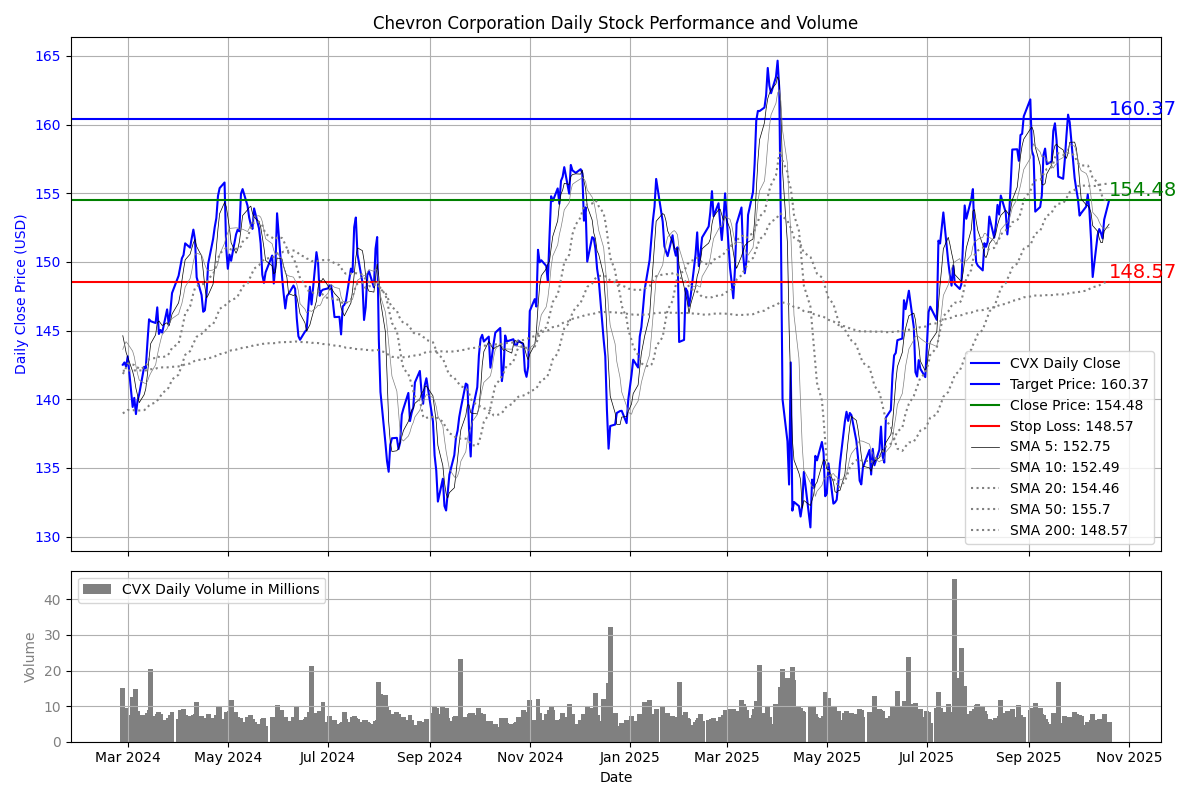 Chevron Corporation Daily Stock Performance and Volume
Daily Close Price (USD)
165
160
155
150
145
140
135
130
160.37
154.48
148.57
CVX Daily Close
Target Price: 160.37
Close Price: 154.48
Stop Loss: 148.57
SMA 5: 152.75
SMA 10: 152.49
SMA 20: 154.46
SMA 50: 155.7
SMA 200: 148.57
CVX Daily Volume in Millions
Volume
40
30
20
10
0
Mar 2024 May 2024 Jul 2024 Sep 2024 Nov 2024 Jan 2025 Mar 2025 May 2025 Jul 2025 Sep 2025 Nov 2025
Date